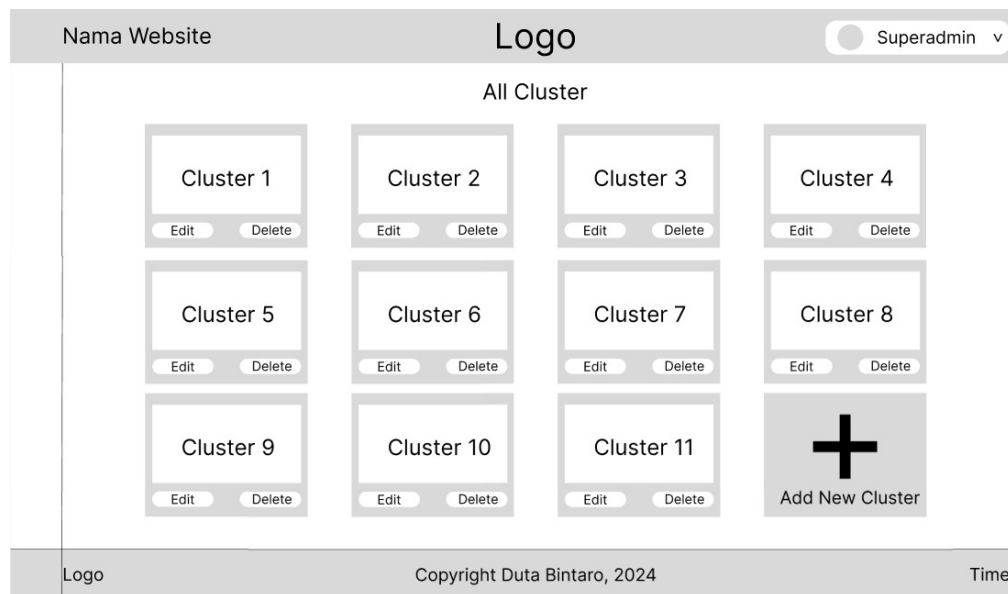 Nama Website
Logo
Superadmin v
All Cluster
Cluster 1
Cluster 2
Cluster 3
Cluster 4
Edit Delete
Edit Delete
Edit Delete
Edit Delete
Cluster 5
Cluster 6
Cluster 7
Cluster 8
Edit Delete
Edit Delete
Edit Delete
Edit Delete
Cluster 9
Cluster 10
Cluster 11
Edit Delete
Edit Delete
Edit Delete
Add New Cluster
Logo
Copyright Duta Bintaro, 2024
Time